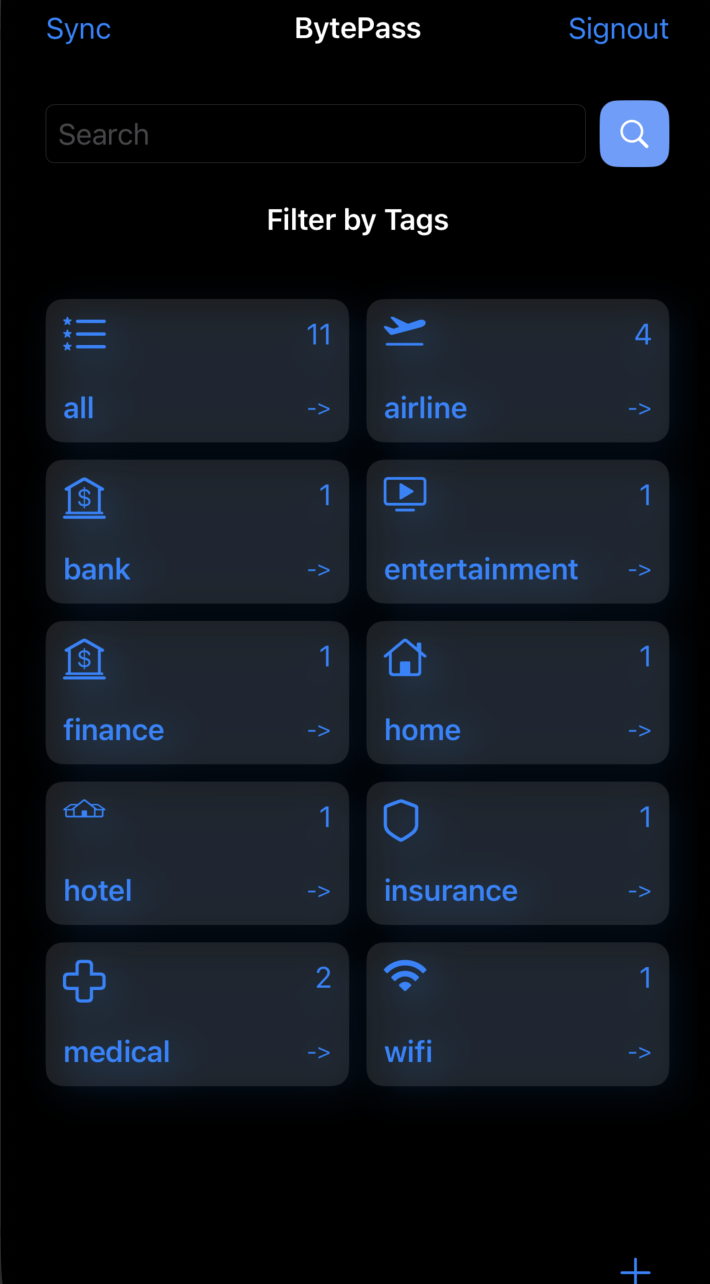 Sync BytePass Signout
Search
Filter by Tags
11
all ->
4
airline ->
$ 1
bank ->
1
entertainment ->
$ 1
finance ->
1
home ->
1
hotel ->
1
insurance ->
2
medical ->
1
wifi ->
+